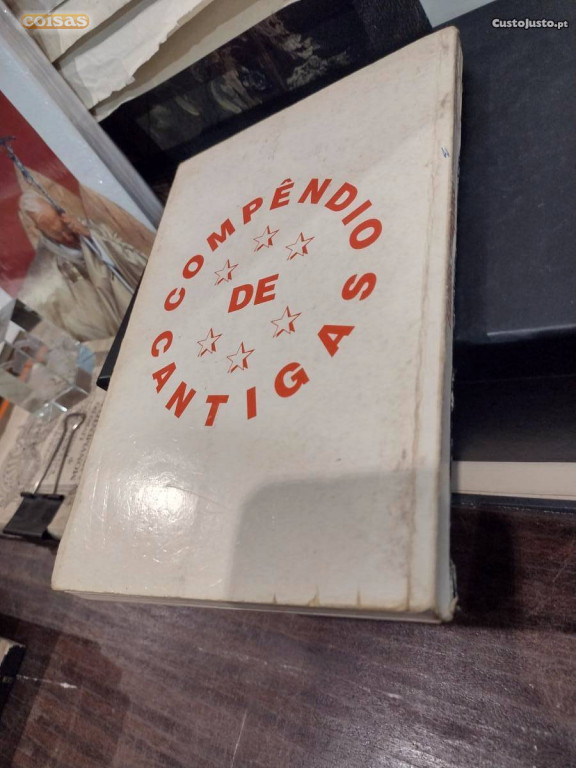 coisas
CustoJusto.pt
COMPÊNDIO
DE
CANTIGAS